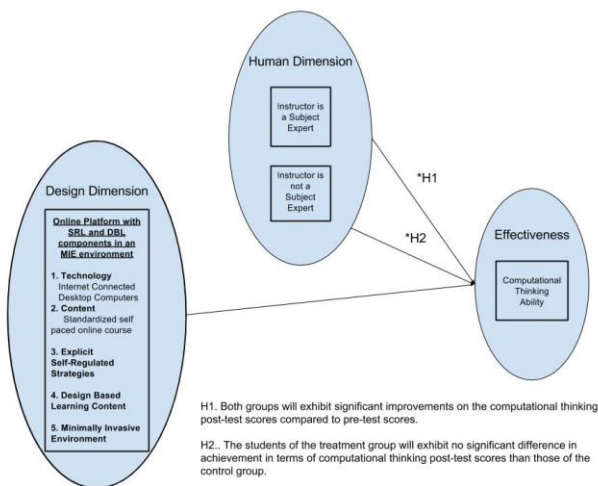 Human Dimension
Instructor is
a Subject
Expert
Instructor is
not a
Subject
Expert
*H1
*H2
Design Dimension
Online Platform with
SRL and DBL
components in an
MIE environment
1. Technology
Internet Connected
Desktop Computers
2. Content
Standardized self
paced online course
3. Explicit
Self-Regulated
Strategies
4. Design Based
Learning Content
5. Minimally Invasive
Environment
Effectiveness
Computational
Thinking
Ability
H1. Both groups will exhibit significant improvements on the computational thinking
post-test scores compared to pre-test scores.
H2.. The students of the treatment group will exhibit no significant difference in
achievement in terms of computational thinking post-test scores than those of the
control group.